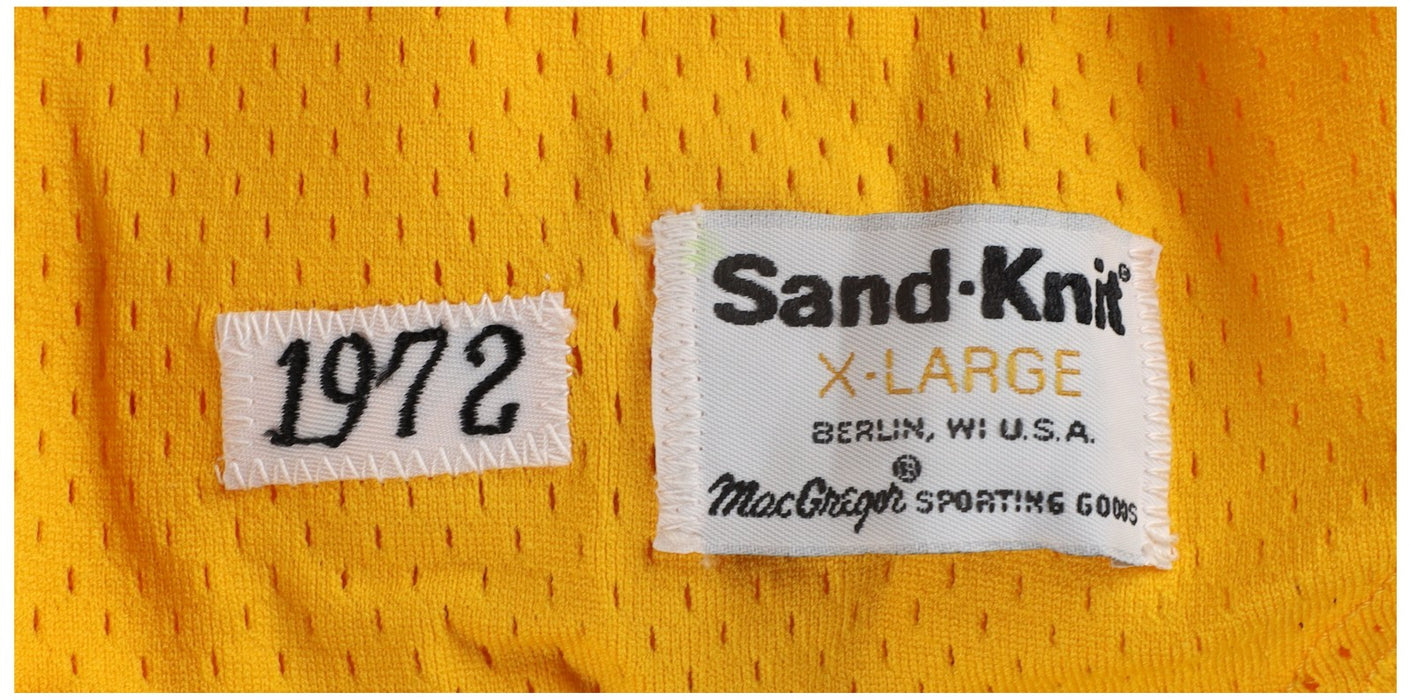 1972
Sand·Knit®
X-LARGE
BERLIN, WI U.S.A.
MacGregor® SPORTING GOODS